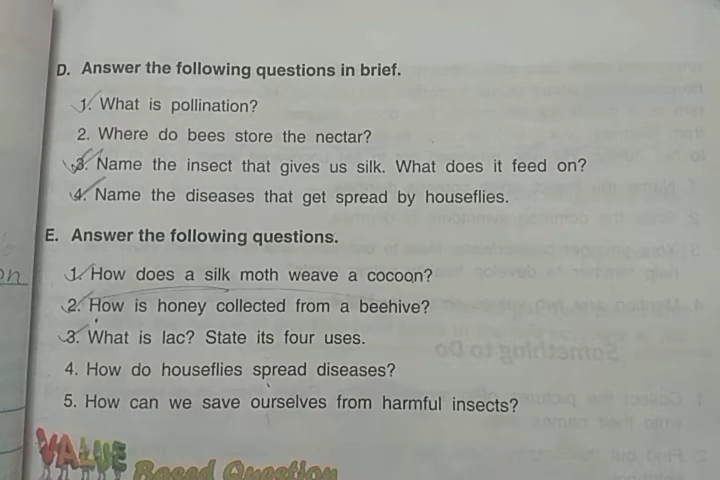 D. Answer the following questions in brief.
1. What is pollination?
2. Where do bees store the nectar?
3. Name the insect that gives us silk. What does it feed on?
4. Name the diseases that get spread by houseflies.
E. Answer the following questions.
1. How does a silk moth weave a cocoon?
2. How is honey collected from a beehive?
3. What is lac? State its four uses.
4. How do houseflies spread diseases?
5. How can we save ourselves from harmful insects?
VALUE
Based Question